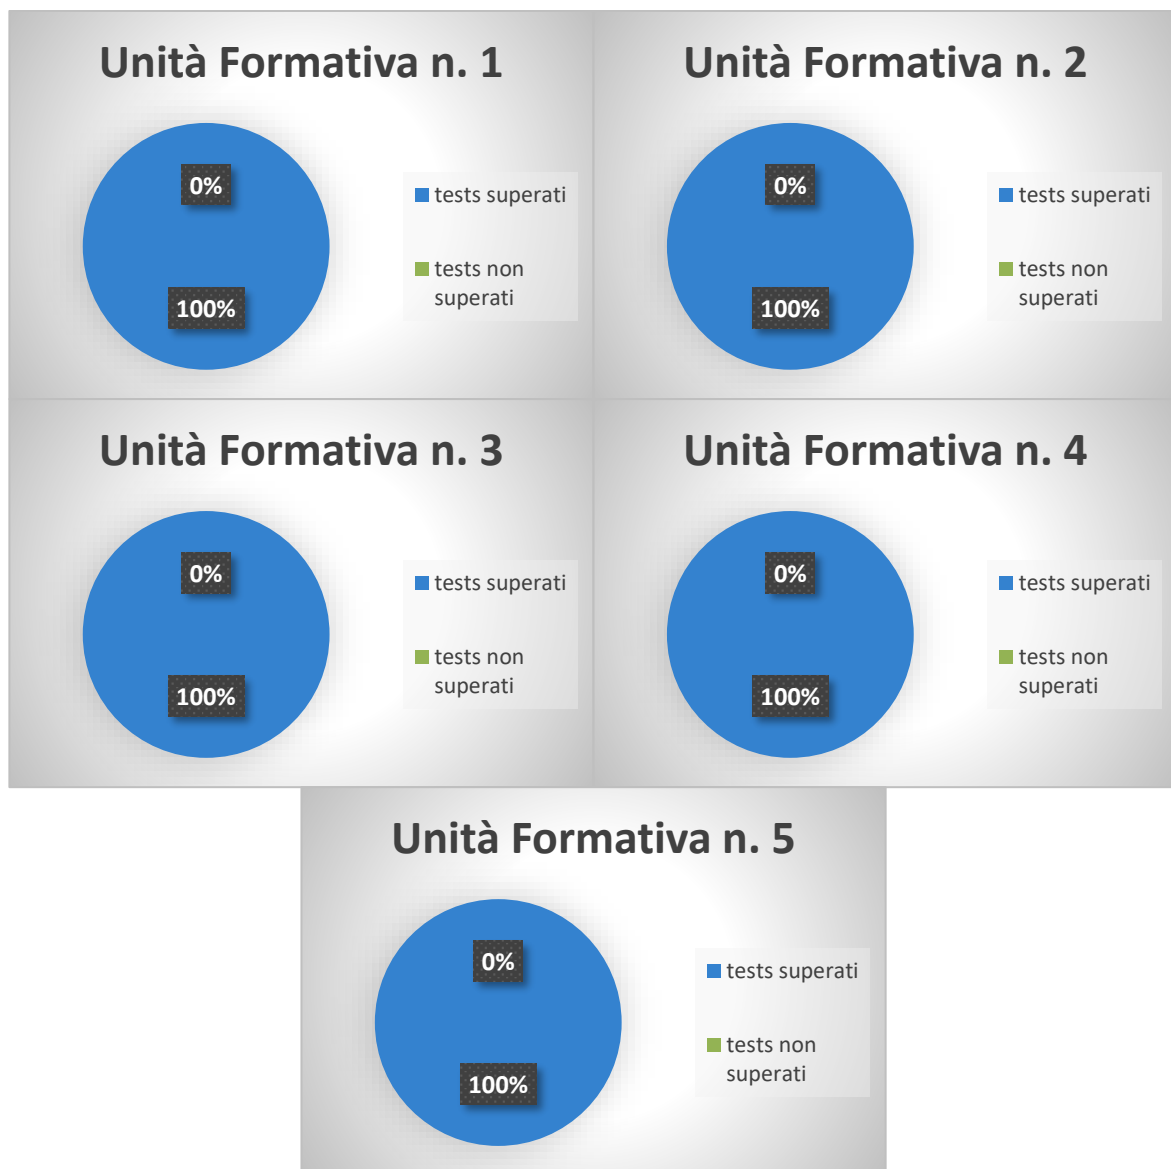 Unità Formativa n. 1
0%
100%
tests superati
tests non
superati
Unità Formativa n. 2
0%
100%
tests superati
tests non
superati
Unità Formativa n. 3
0%
100%
tests superati
tests non
superati
Unità Formativa n. 4
0%
100%
tests superati
tests non
superati
Unità Formativa n. 5
0%
100%
tests superati
tests non
superati